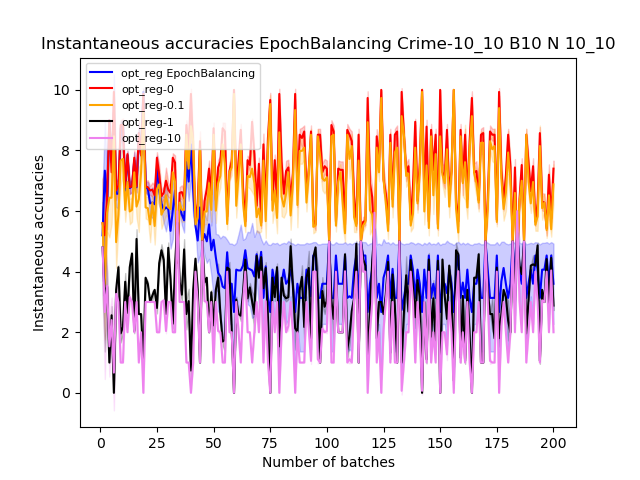 Instantaneous accuracies EpochBalancing Crime-10_10 B10 N 10_10
opt_reg EpochBalancing
opt_reg-0
opt_reg-0.1
opt_reg-1
opt_reg-10
10
8
6
4
2
0
Instantaneous accuracies
0 25 50 75 100 125 150 175 200
Number of batches